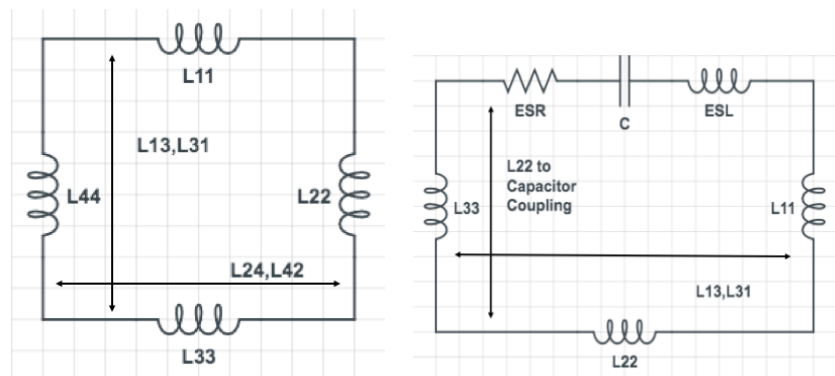 L11
L13,L31
L44
L22
L24,L42
L33
ESR
C
ESL
L22 to
Capacitor
Coupling
L33
L11
L13,L31
L22